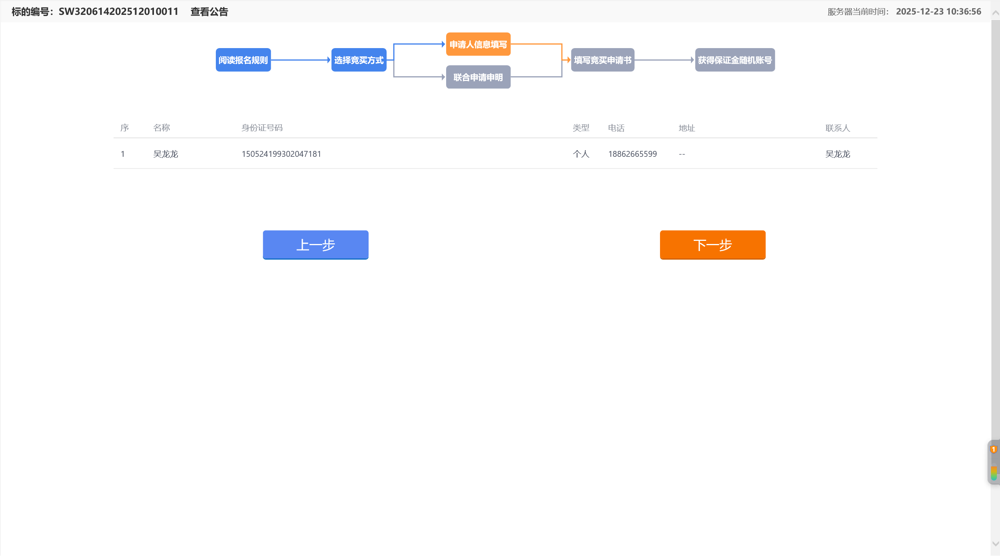 标的编号：SW320614202512010011 查看公告 服务器当前时间： 2025-12-23 10:36:56
申请人信息填写
阅读报名规则 选择竞买方式 填写竞买申请书 获得保证金随机账号
联合申请申明
序 名称 身份证号码 类型 电话 地址 联系人
1 吴龙龙 150524199302047181 个人 18862665599 -- 吴龙龙
上一步 下一步
1